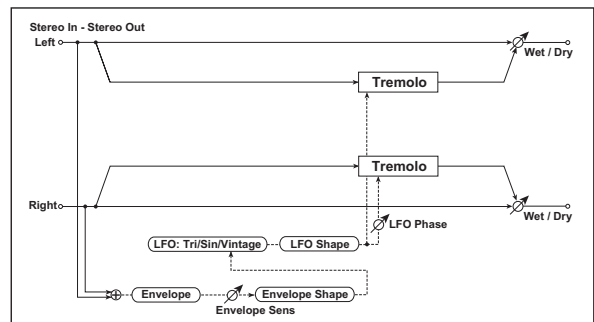 Stereo In - Stereo Out
Left
Wet / Dry
Tremolo
Tremolo
Right
Wet / Dry
LFO Phase
LFO: Tri/Sin/Vintage
LFO Shape
Envelope
Envelope Shape
Envelope Sens